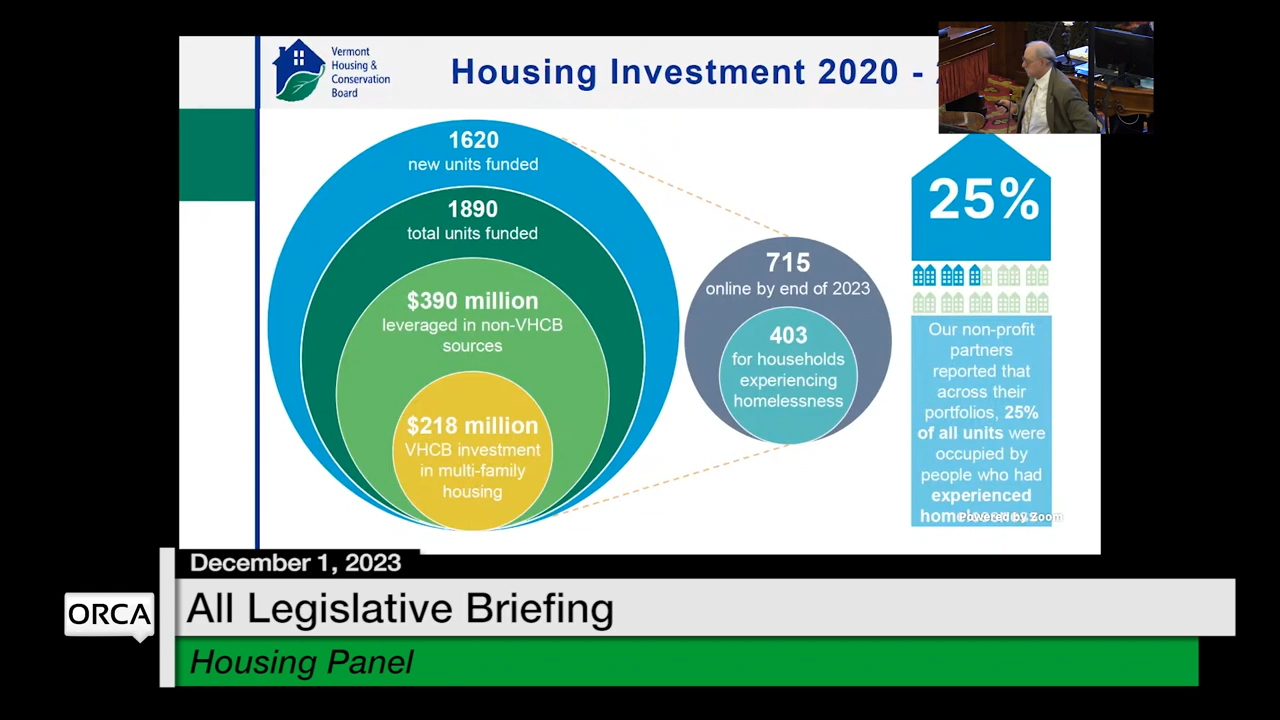 Vermont
Housing &
Conservation
Board
Housing Investment 2020 -
1620
new units funded
1890
total units funded
$390 million
leveraged in non-VHCB
sources
$218 million
VHCB investment
in multi-family
housing
715
online by end of 2023
403
for households
experiencing
homelessness
25%
Our non-profit
partners
reported that
across their
portfolios, 25%
of all units were
occupied by
people who had
experienced
Powered by Zoom
December 1, 2023
ORCA
All Legislative Briefing
Housing Panel